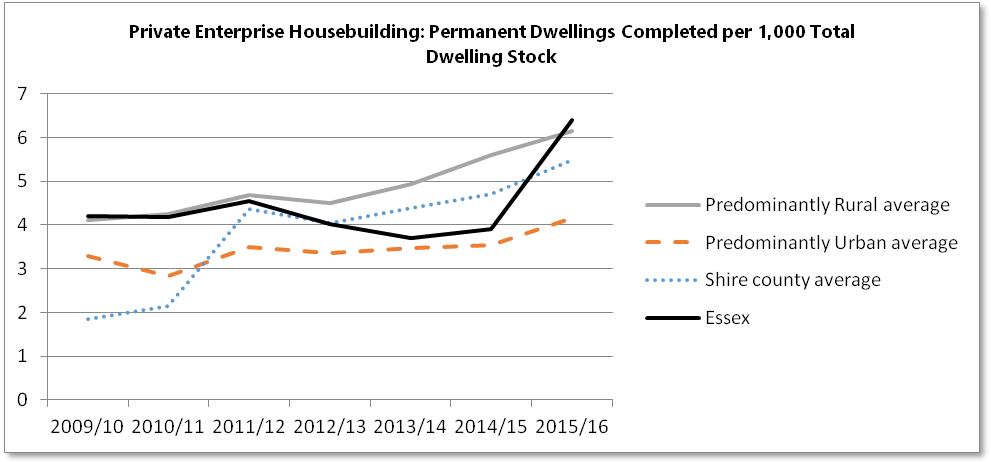 Private Enterprise Housebuilding: Permanent Dwellings Completed per 1,000 Total
Dwelling Stock
7
6
5
4
3
2
1
0
2009/10 2010/11 2011/12 2012/13 2013/14 2014/15 2015/16
Predominantly Rural average
Predominantly Urban average
Shire county average
Essex